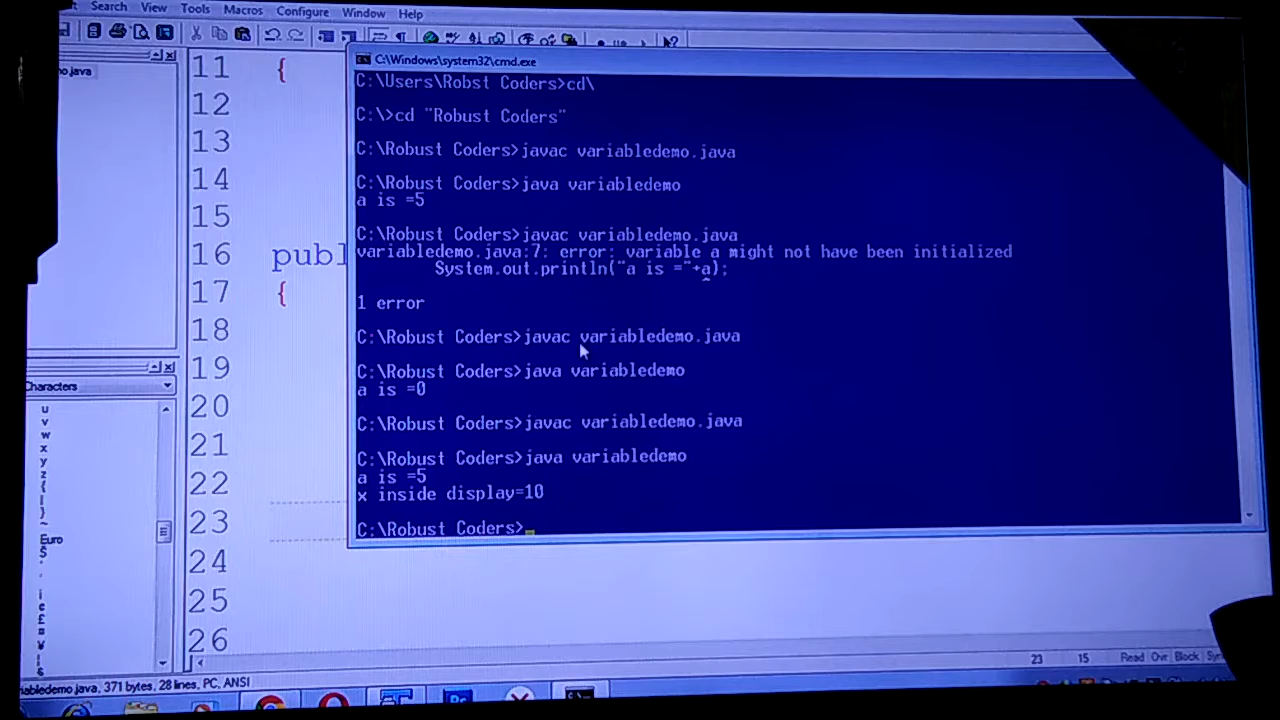 Search View Tools Macros Configure Window Help
C:\Windows\system32\cmd.exe
C:\Users\Robst Coders>cd\
C:\>cd "Robust Coders"
C:\Robust Coders>javac variabledemo.java
C:\Robust Coders>java variabledemo
a is =5
C:\Robust Coders>javac variabledemo.java
variabledemo.java:7: error: variable a might not have been initialized
System.out.println("a is ="+a);
^
1 error
C:\Robust Coders>javac variabledemo.java
C:\Robust Coders>java variabledemo
a is =0
C:\Robust Coders>javac variabledemo.java
C:\Robust Coders>java variabledemo
a is =5
x inside display=10
C:\Robust Coders>
11 {
12
13
14
15
16 publ
17 {
18
19
20
21
22
23
24
25
26
o.java
Characters
u
v
w
x
y
z
{
|
}
~
Euro
Š
¡
¢
£
¤
¥
¦
§
23 15 Read Ovr Block
abledemo.java, 371 bytes, 28 lines, PC, ANSI